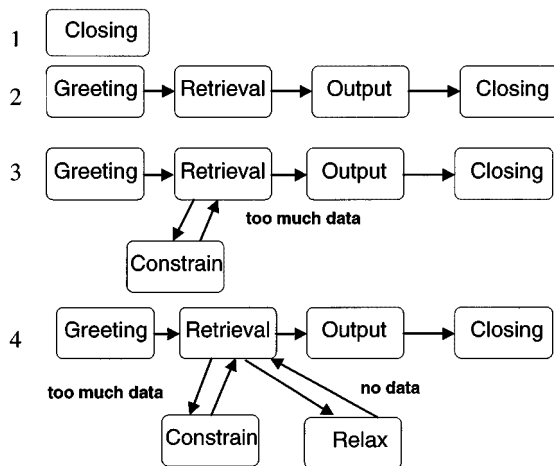 1 Closing
2 Greeting Retrieval Output Closing
3 Greeting Retrieval Output Closing
too much data
Constrain
4 Greeting Retrieval Output Closing
too much data no data
Constrain Relax